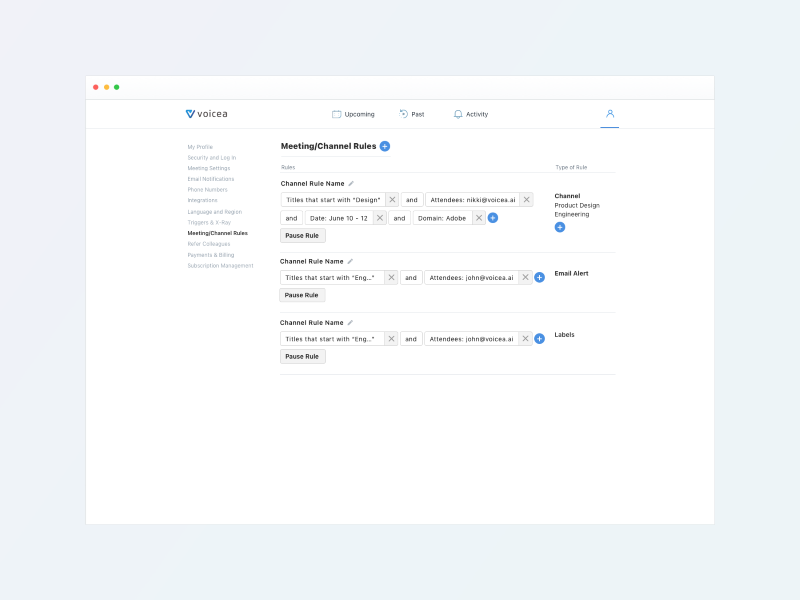 voicea
Upcoming
Past
Activity
My Profile
Security and Log In
Meeting Settings
Email Notifications
Phone Numbers
Integrations
Language and Region
Triggers & X-Ray
Meeting/Channel Rules
Refer Colleagues
Payments & Billing
Subscription Management
Meeting/Channel Rules
Rules Type of Rule
Channel Rule Name
Titles that start with "Design" and Attendees: nikki@voicea.ai
and Date: June 10 - 12 and Domain: Adobe
Pause Rule
Channel
Product Design
Engineering
Channel Rule Name
Titles that start with "Eng..." and Attendees: john@voicea.ai
Pause Rule
Email Alert
Channel Rule Name
Titles that start with "Eng..." and Attendees: john@voicea.ai
Pause Rule
Labels